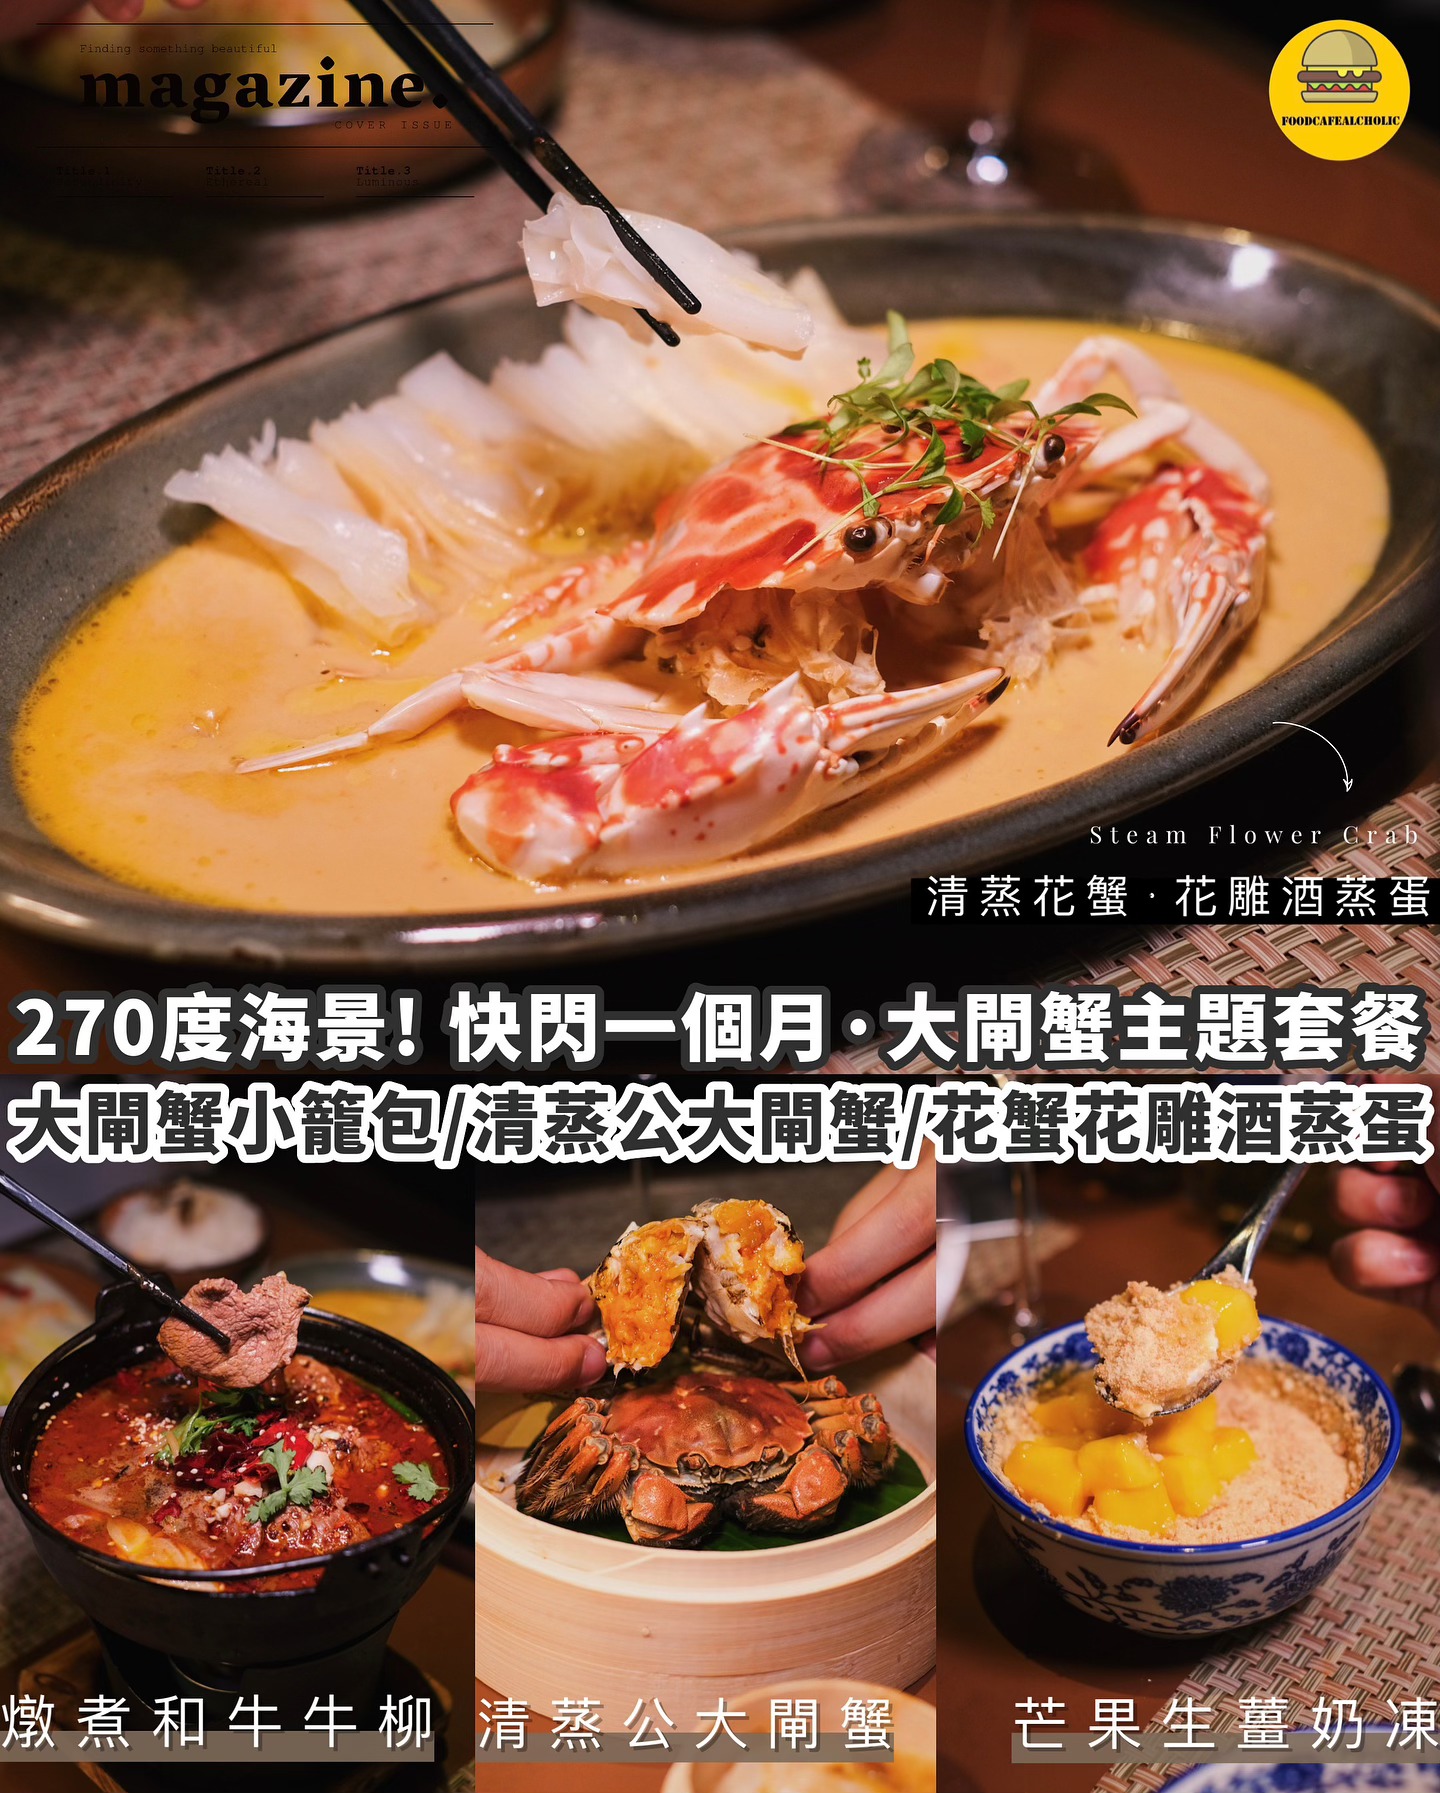 Finding something beautiful
magazine.
COVER ISSUE
Title.1
Title.2
Title.3
Luminous
FOODCAFEALCHOLIC
Steam Flower Crab
清蒸花蟹·花雕酒蒸蛋
270度海景！快閃一個月·大閘蟹主題套餐
大閘蟹小籠包/清蒸公大閘蟹/花蟹花雕酒蒸蛋
燉煮和牛牛柳
清蒸公大閘蟹
芒果生薑奶凍